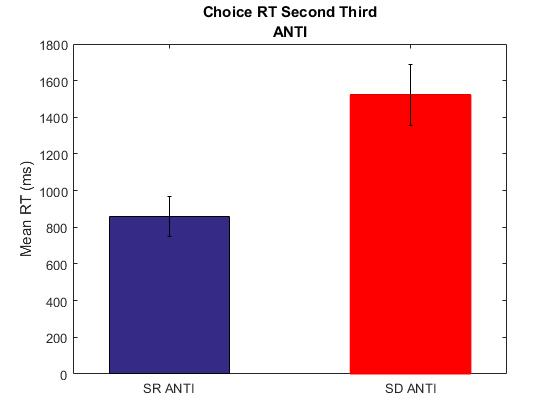 Choice RT Second Third
ANTI
Mean RT (ms)
1800
1600
1400
1200
1000
800
600
400
200
0
SR ANTI
SD ANTI